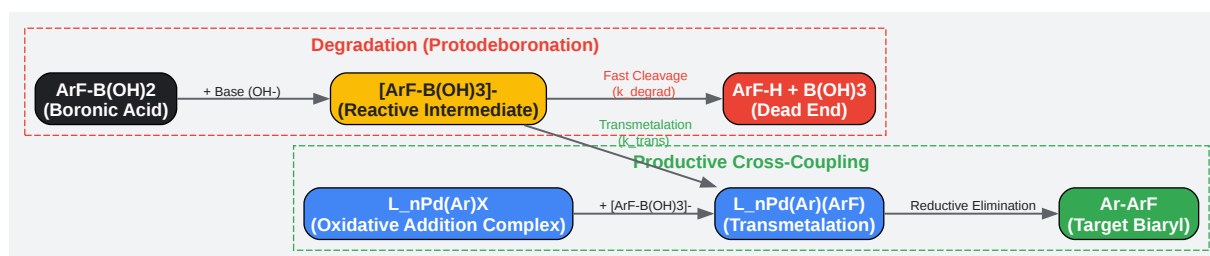 Degradation (Protodeboronation)
ArF-B(OH)2
(Boronic Acid)
+ Base (OH-)
[ArF-B(OH)3]-
(Reactive Intermediate)
Fast Cleavage
(k_degrad)
ArF-H + B(OH)3
(Dead End)
Transmetalation
(k_trans)
Productive Cross-Coupling
L_nPd(Ar)X
(Oxidative Addition Complex)
+ [ArF-B(OH)3]-
L_nPd(Ar)(ArF)
(Transmetalation)
Reductive Elimination
Ar-ArF
(Target Biaryl)